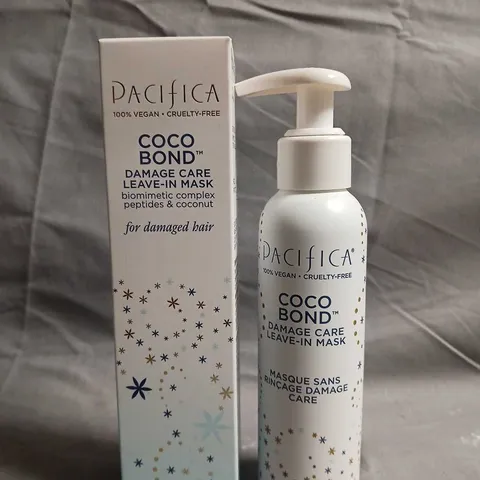 PACIFICA
100% VEGAN • CRUELTY-FREE
COCO
BOND™
DAMAGE CARE
LEAVE-IN MASK
biomimetic complex
peptides & coconut
for damaged hair
PACIFICA®
100% VEGAN • CRUELTY-FREE
COCO
BOND™
DAMAGE CARE
LEAVE-IN MASK
MASQUE SANS
RINÇAGE DAMAGE
CARE